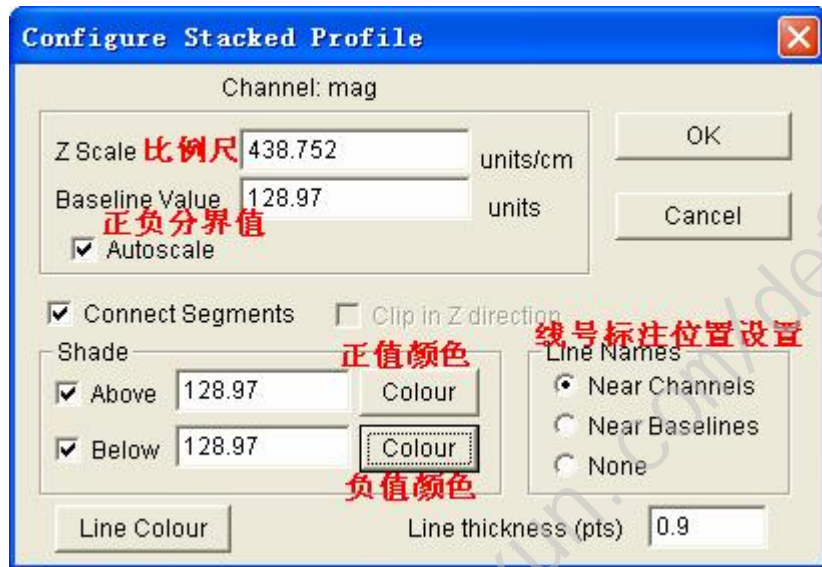 Configure Stacked Profile
Channel: mag
Z Scale 比例尺 438.752 units/cm
OK
Baseline Value 128.97 units
正负分界值
Cancel
Autoscale
Connect Segments Clip in Z direction
线号标注位置设置
Shade 正值颜色 Line Names
Above 128.97 Colour Near Channels
Below 128.97 Colour Near Baselines
None
负值颜色
Line Colour Line thickness (pts) 0.9